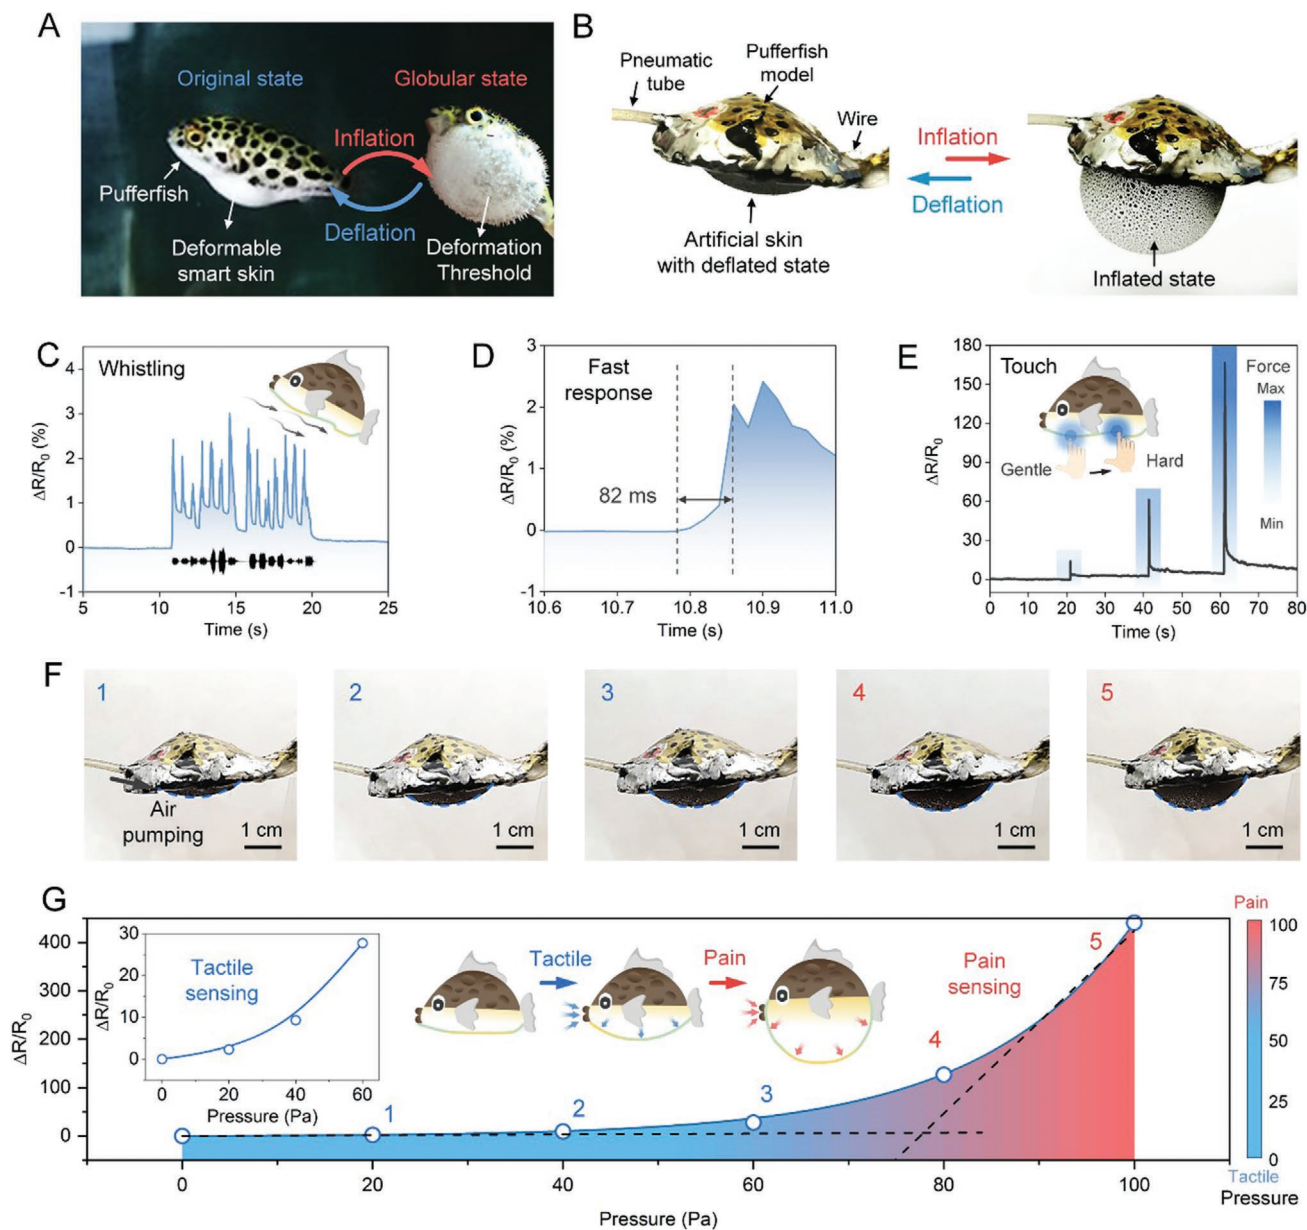 A
Original state
Globular state
Inflation
Pufferfish
Deflation
Deformable
smart skin
Deformation
Threshold
B
Pneumatic
tube
Pufferfish
model
Wire
Inflation
Deflation
Artificial skin
with deflated state
Inflated state
C
Whistling
4
3
2
1
0
-1
ΔR/R₀ (%)
5 10 15 20 25
Time (s)
D
Fast
response
82 ms
3
2
1
0
-1
ΔR/R₀ (%)
10.6 10.7 10.8 10.9 11.0
Time (s)
E
Touch
Force
Max
Min
Gentle
Hard
180
150
120
90
60
30
0
ΔR/R₀
0 10 20 30 40 50 60 70 80
Time (s)
F
1
2
3
4
5
Air
pumping
1 cm
1 cm
1 cm
1 cm
1 cm
G
400
300
200
100
0
ΔR/R₀
30
20
10
0
ΔR/R₀
Tactile
sensing
0 20 40 60
Pressure (Pa)
Tactile
Pain
Pain
sensing
1
2
3
4
5
0 20 40 60 80 100
Pressure (Pa)
Pain
100
75
50
25
0
Tactile
Pressure